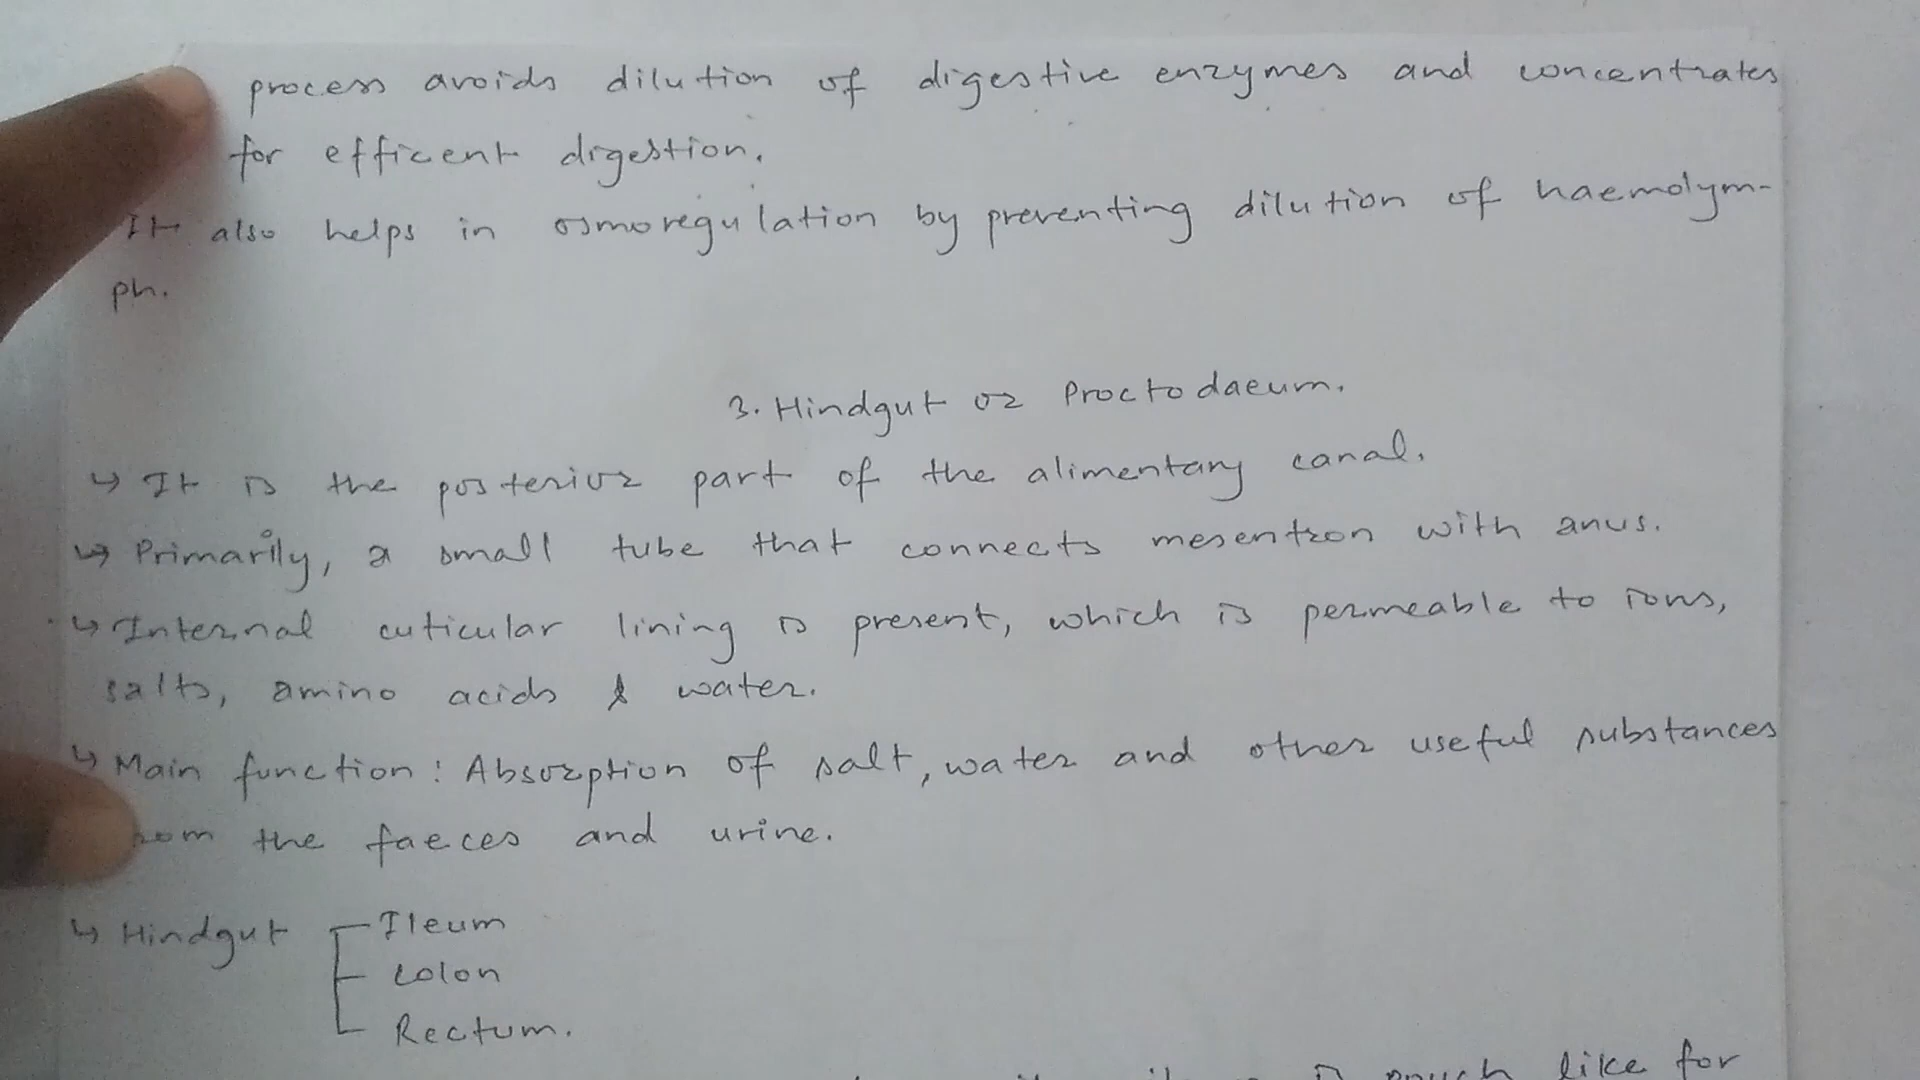 process avoids dilution of digestive enzymes and concentrates
for efficent digestion.
It also helps in osmoregulation by preventing dilution of haemolym-
ph.
3. Hindgut or Proctodaeum.
↳ It is the posterior part of the alimentary canal.
↳ Primarily, a small tube that connects mesentron with anus.
↳ Internal cuticular lining is present, which is permeable to ions,
salts, amino acids & water.
↳ Main function: Absorption of salt, water and other useful substances
the faeces and urine.
↳ Hindgut
Ileum
Colon
Rectum.
pouch like for